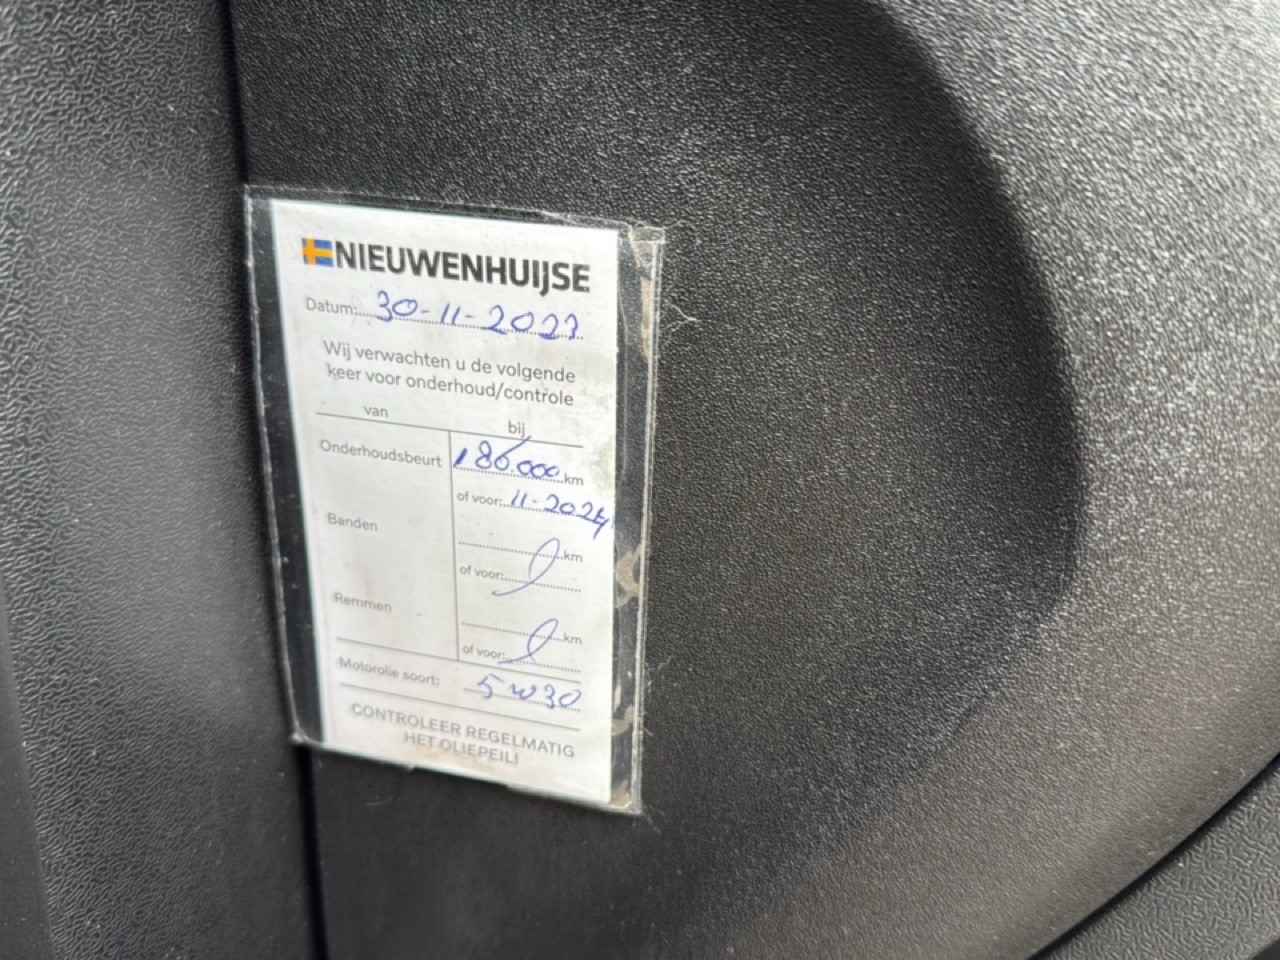 NIEUWENHUIJSE
Datum: 30-11-2023
Wij verwachten u de volgende
keer voor onderhoud/controle
van bij
Onderhoudsbeurt 186.000 km
of voor: 11-2024
Banden
km
of voor:
Remmen
km
of voor:
Motorolie soort: 5W30
CONTROLEER REGELMATIG
HET OLIEPEIL!